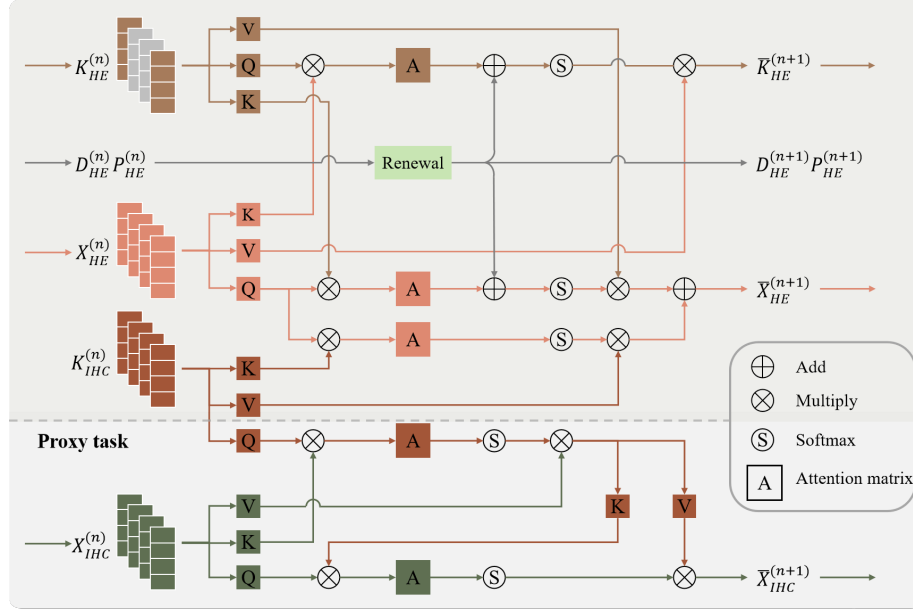 V
K_{HE}^{(n)} Q A S \bar{K}_{HE}^{(n+1)}
K
D_{HE}^{(n)} P_{HE}^{(n)} Renewal D_{HE}^{(n+1)} P_{HE}^{(n+1)}
K
X_{HE}^{(n)} V
Q A S \bar{X}_{HE}^{(n+1)}
A S
K_{IHC}^{(n)} K
V
Add
Multiply
S Softmax
A Attention matrix
Proxy task Q A S
V K V
X_{IHC}^{(n)} K
Q A S \bar{X}_{IHC}^{(n+1)}